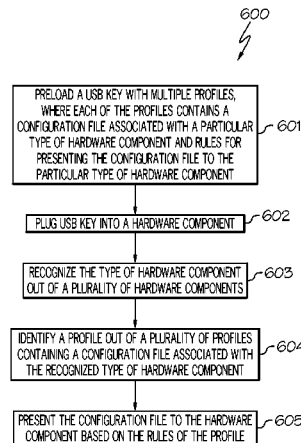 600
PRELOAD A USB KEY WITH MULTIPLE PROFILES,
WHERE EACH OF THE PROFILES CONTAINS A
CONFIGURATION FILE ASSOCIATED WITH A PARTICULAR
TYPE OF HARDWARE COMPONENT AND RULES FOR
PRESENTING THE CONFIGURATION FILE TO THE
PARTICULAR TYPE OF HARDWARE COMPONENT
601
PLUG USB KEY INTO A HARDWARE COMPONENT
602
RECOGNIZE THE TYPE OF HARDWARE COMPONENT
OUT OF A PLURALITY OF HARDWARE COMPONENTS
603
IDENTIFY A PROFILE OUT OF A PLURALITY OF PROFILES
CONTAINING A CONFIGURATION FILE ASSOCIATED WITH
THE RECOGNIZED TYPE OF HARDWARE COMPONENT
604
PRESENT THE CONFIGURATION FILE TO THE HARDWARE
COMPONENT BASED ON THE RULES OF THE PROFILE
605